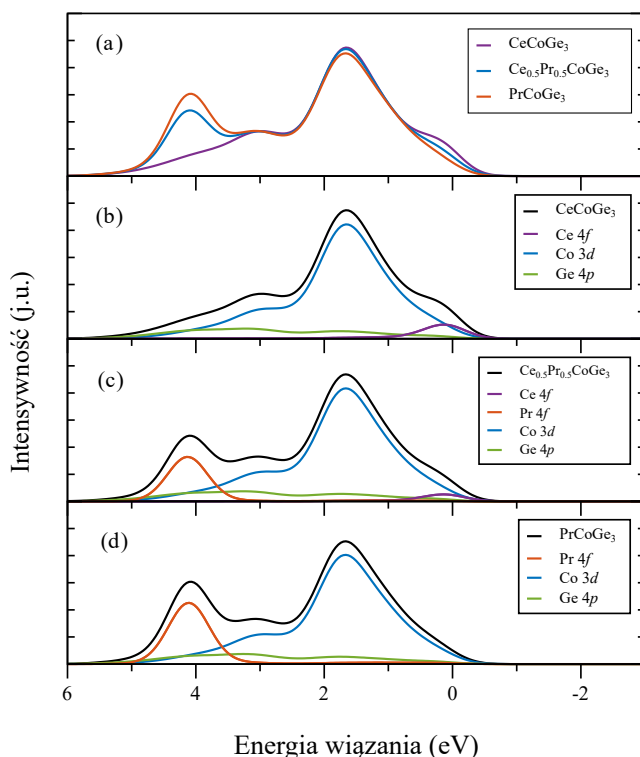 (a)
CeCoGe₃
Ce₀.₅Pr₀.₅CoGe₃
PrCoGe₃
(b)
CeCoGe₃
Ce 4f
Co 3d
Ge 4p
(c)
Ce₀.₅Pr₀.₅CoGe₃
Ce 4f
Pr 4f
Co 3d
Ge 4p
(d)
PrCoGe₃
Pr 4f
Co 3d
Ge 4p
Intensywność (j.u.)
6 4 2 0 -2
Energia wiązania (eV)